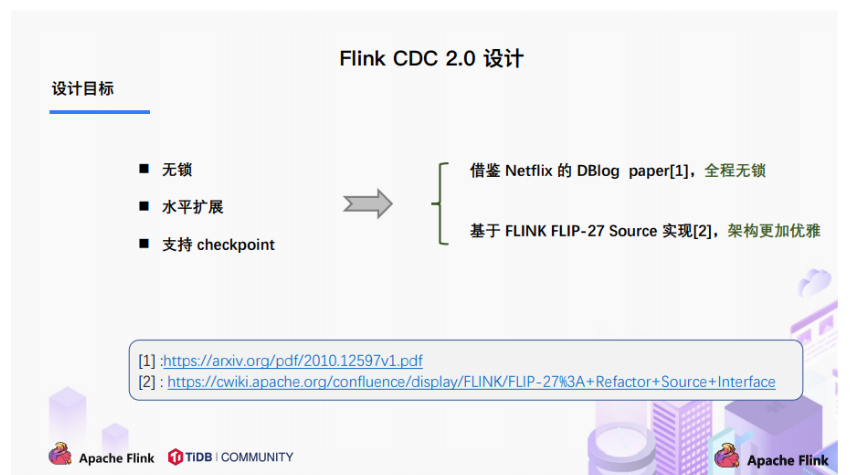 Flink CDC 2.0 设计
设计目标
■ 无锁
■ 水平扩展
■ 支持 checkpoint
借鉴 Netflix 的 DBlog paper[1]，全程无锁
基于 FLINK FLIP-27 Source 实现[2]，架构更加优雅
[1] :https://arxiv.org/pdf/2010.12597v1.pdf
[2] : https://cwiki.apache.org/confluence/display/FLINK/FLIP-27%3A+Refactor+Source+Interface
Apache Flink
TiDB | COMMUNITY
Apache Flink